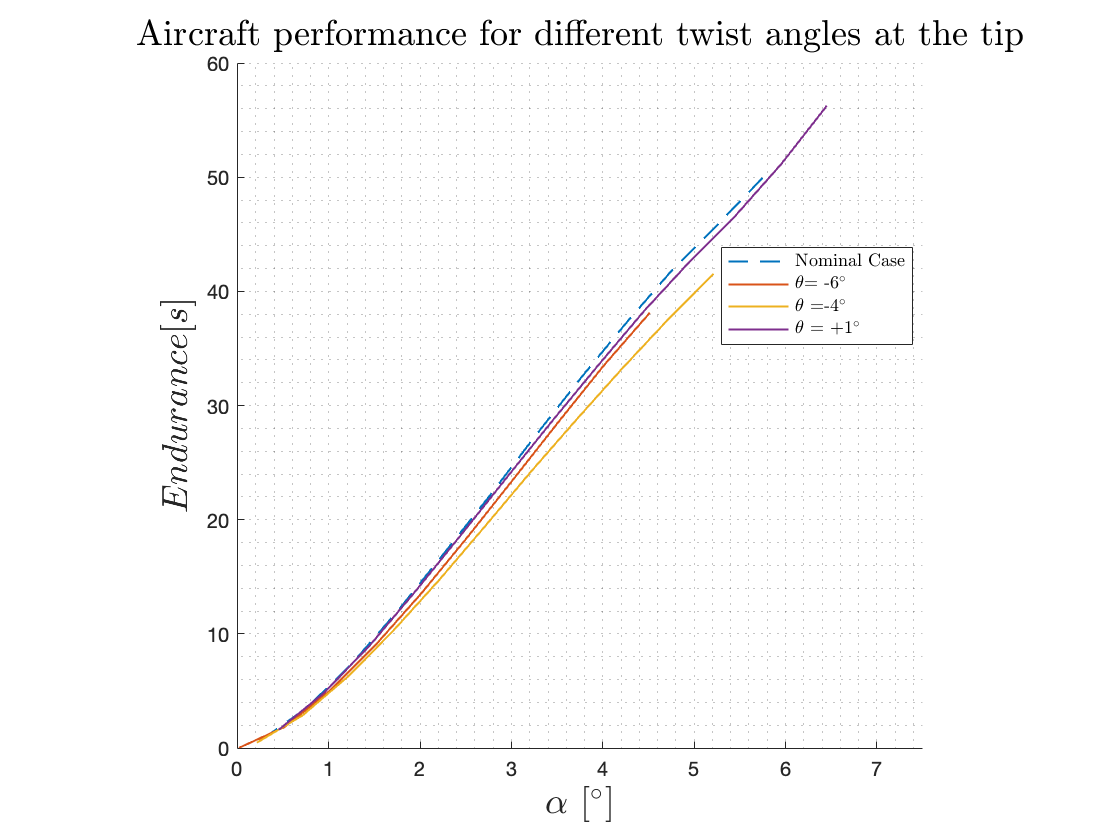 Aircraft performance for different twist angles at the tip
60
50
40
30
20
10
0
Endurance[s]
Nominal Case
θ= -6°
θ =-4°
θ = +1°
0 1 2 3 4 5 6 7
α [°]